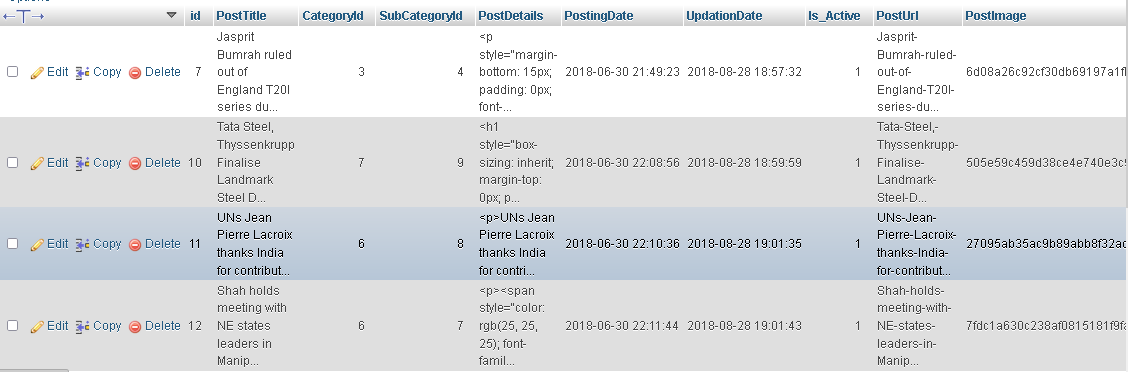 id PostTitle CategoryId SubCategoryId PostDetails PostingDate UpdationDate Is_Active PostUrl PostImage
Edit Copy Delete 7 Jasprit Bumrah ruled out of England T20I series du... 3 4 <p style="margin-bottom: 15px; padding: 0px; font-... 2018-06-30 21:49:23 2018-08-28 18:57:32 1 Jasprit-Bumrah-ruled-out-of-England-T20I-series-du... 6d08a26c92cf30db69197a1f
Edit Copy Delete 10 Tata Steel, Thyssenkrupp Finalise Landmark Steel D... 7 9 <h1 style="box-sizing: inherit; margin-top: 0px; p... 2018-06-30 22:08:56 2018-08-28 18:59:59 1 Tata-Steel,-Thyssenkrupp-Finalise-Landmark-Steel-D... 505e59c459d38ce4e740e3c9
Edit Copy Delete 11 UNs Jean Pierre Lacroix thanks India for contribut... 6 8 <p>UNs Jean Pierre Lacroix thanks India for contri... 2018-06-30 22:10:36 2018-08-28 19:01:35 1 UNs-Jean-Pierre-Lacroix-thanks-India-for-contribut... 27095ab35ac9b89abb8f32ad
Edit Copy Delete 12 Shah holds meeting with NE states leaders in Manip... 6 7 <p><span style="color: rgb(25, 25, 25); font-famil... 2018-06-30 22:11:44 2018-08-28 19:01:43 1 Shah-holds-meeting-with-NE-states-leaders-in-Manip... 7fdc1a630c238af0815181f9fa